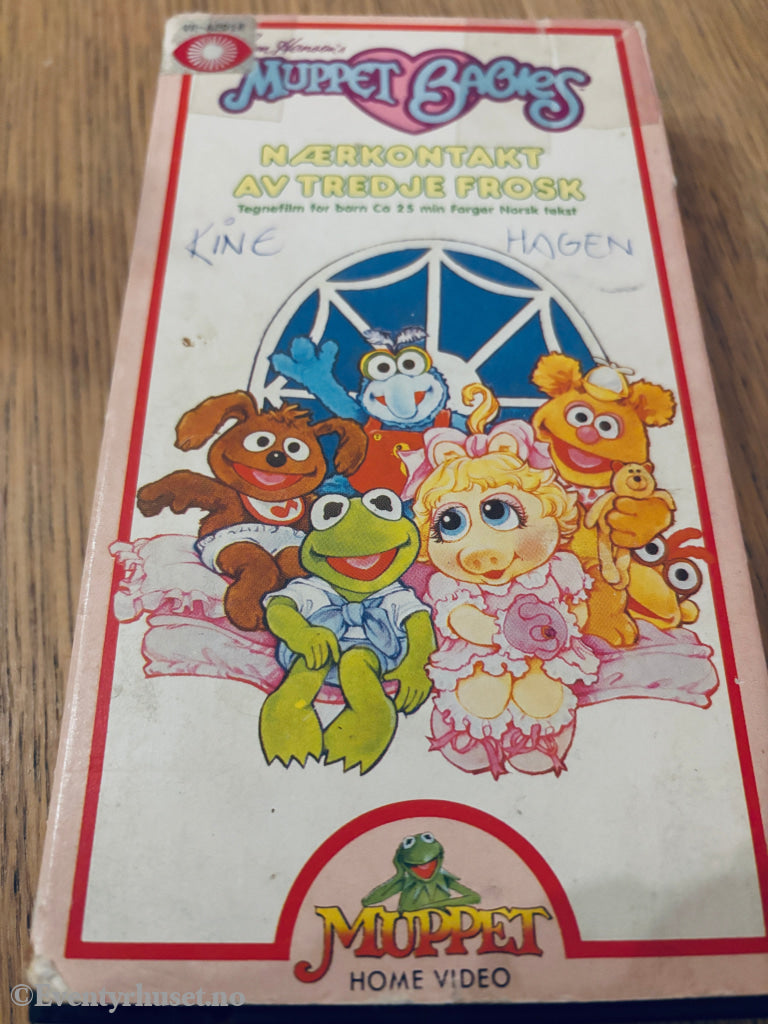 Jim Henson's
MUPPET BABIES
NÆRKONTAKT
AV TREDJE FROSK
Tegnefilm for barn Ca 25 min Farger Norsk tekst
KINE HAGEN
MUPPET
HOME VIDEO
©Eventyrhuset.no